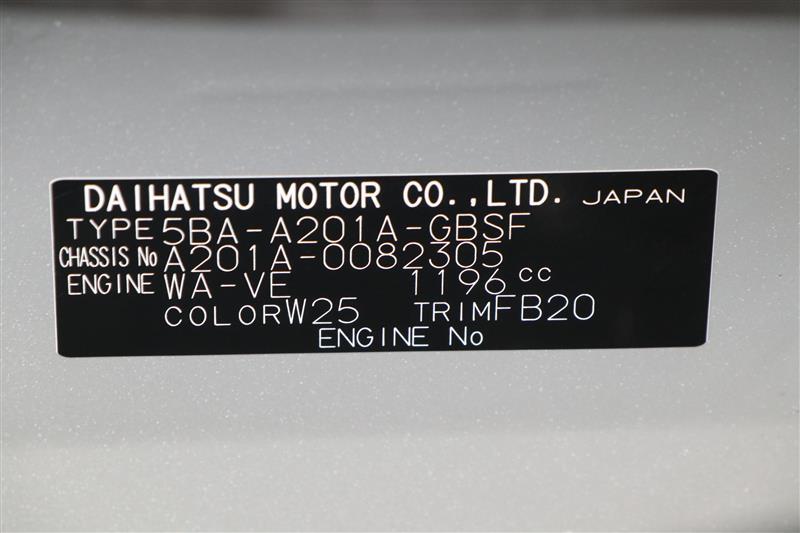 DAIHATSU MOTOR CO.,LTD. JAPAN
TYPE 5BA-A201A-GBSF
CHASSIS No A201A-0082305
ENGINE WA-VE 1196 cc
COLOR W25 TRIM FB20
ENGINE No